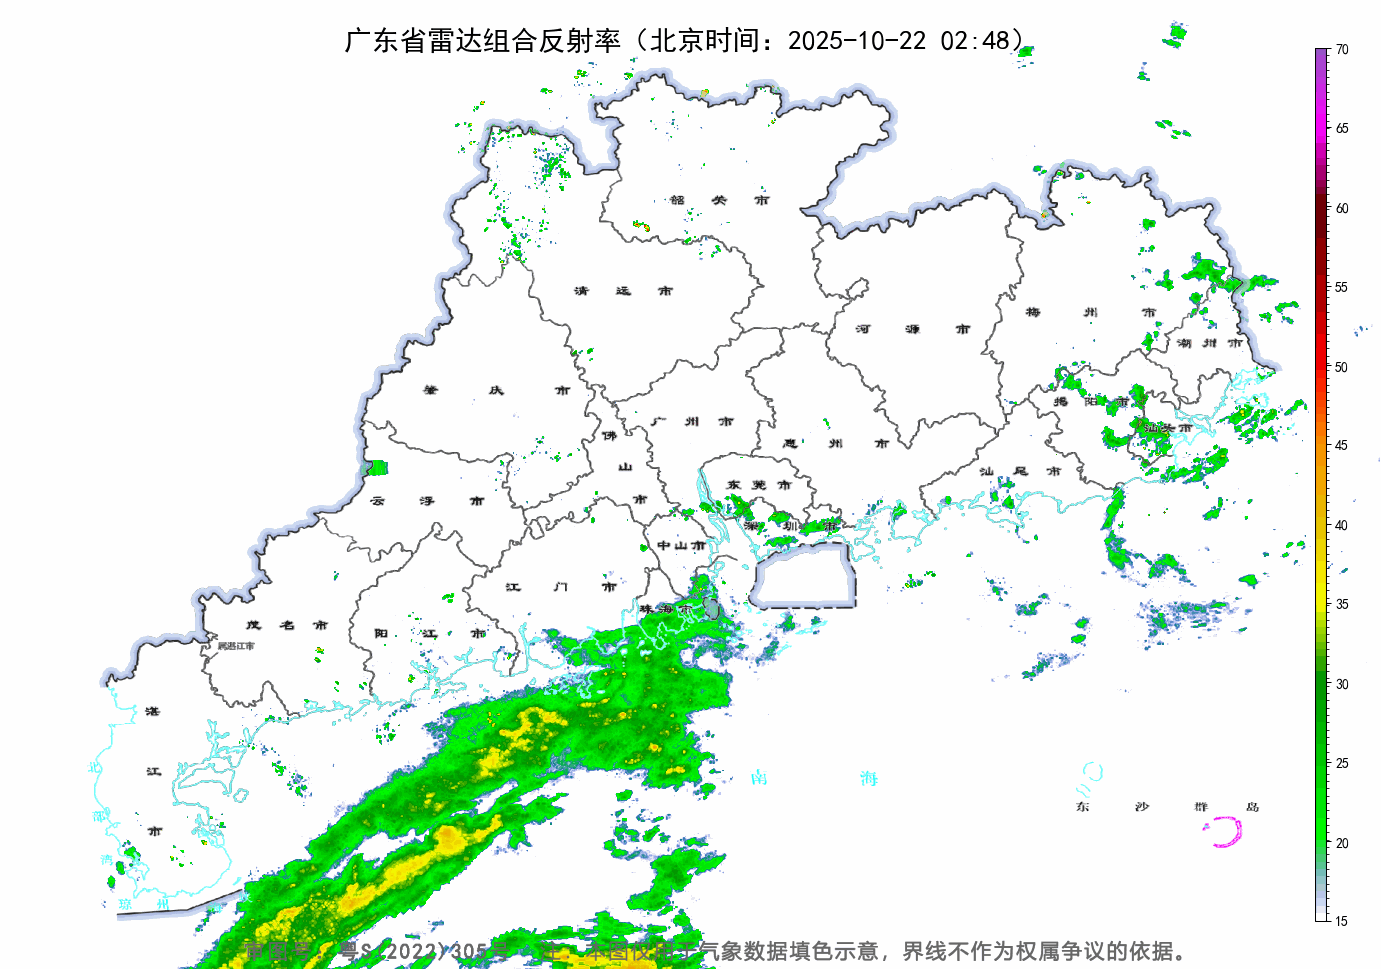 广东省雷达组合反射率（北京时间：2025-10-22 02:48）
70
65
60
55
50
45
40
35
30
25
20
15
韶关市
清远市
河源市
梅州市
潮州市
肇庆市
广州市
佛山市
惠州市
揭阳市
汕头市
汕尾市
东莞市
深圳市
云浮市
中山市
江门市
珠海市
茂名市
阳江市
属湛江市
湛江市
南海
东沙群岛
北部湾
琼州
审图号：粤S(2022)305号 注：本图仅用于气象数据填色示意，界线不作为权属争议的依据。